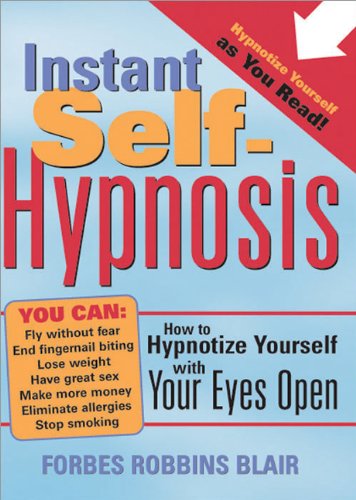 Hypnotize Yourself
as You Read!
Instant
Self-
Hypnosis
YOU CAN:
Fly without fear
End fingernail biting
Lose weight
Have great sex
Make more money
Eliminate allergies
Stop smoking
How to
Hypnotize Yourself
with
Your Eyes Open
FORBES ROBBINS BLAIR